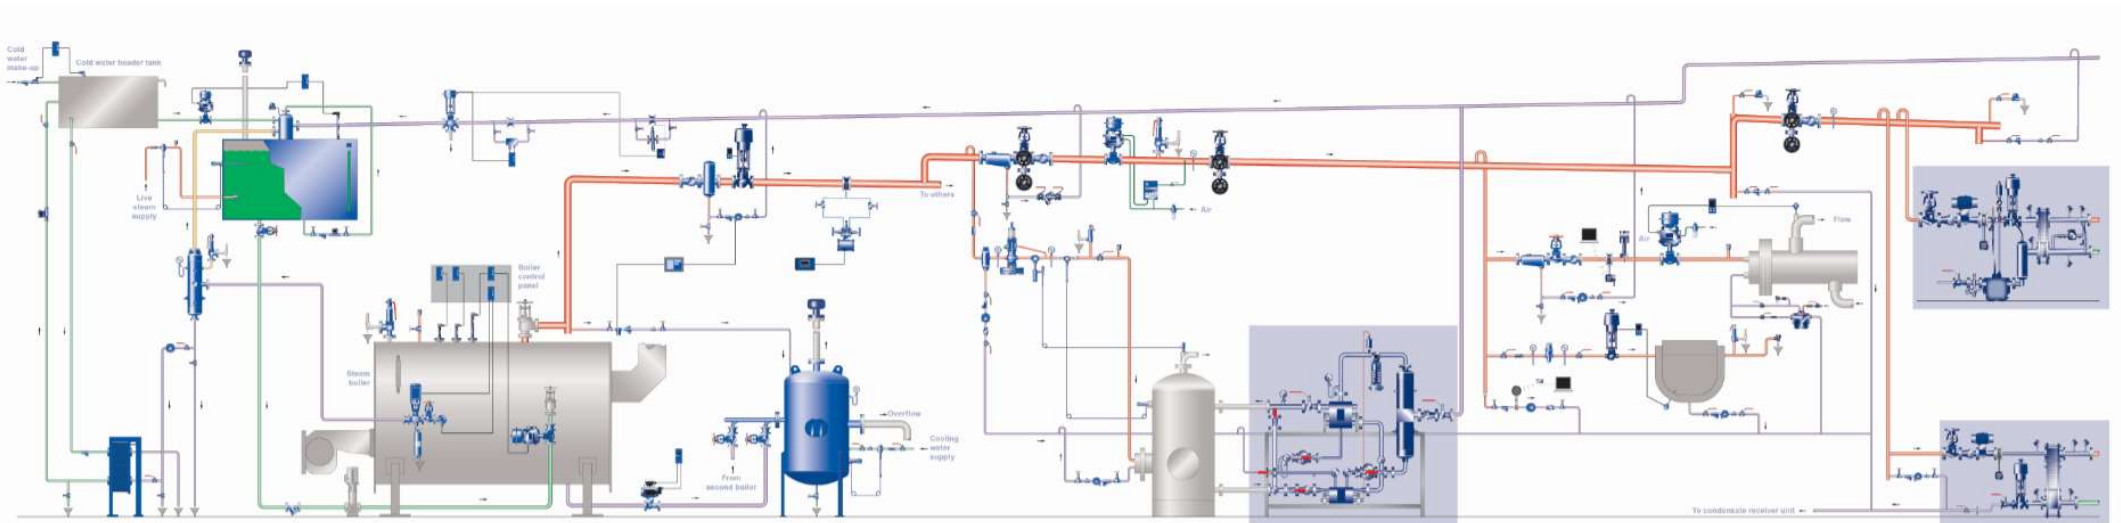 Cold
water
make-up
Cold water header tank
Live
steam
supply
Boiler
control
panel
Steam
boiler
To others
Air
Overflow
Cooling
water
supply
From
second boiler
Air
Flow
To condensate receiver unit